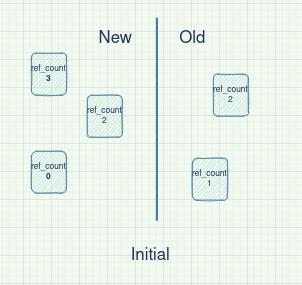 New
Old
ref_count
3
ref_count
2
ref_count
2
ref_count
0
ref_count
1
Initial